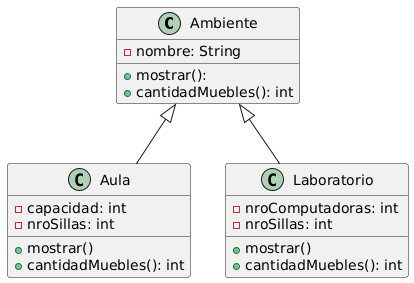 C Ambiente
nombre: String
mostrar():
cantidadMuebles(): int
C Aula
capacidad: int
nroSillas: int
mostrar()
cantidadMuebles(): int
C Laboratorio
nroComputadoras: int
nroSillas: int
mostrar()
cantidadMuebles(): int